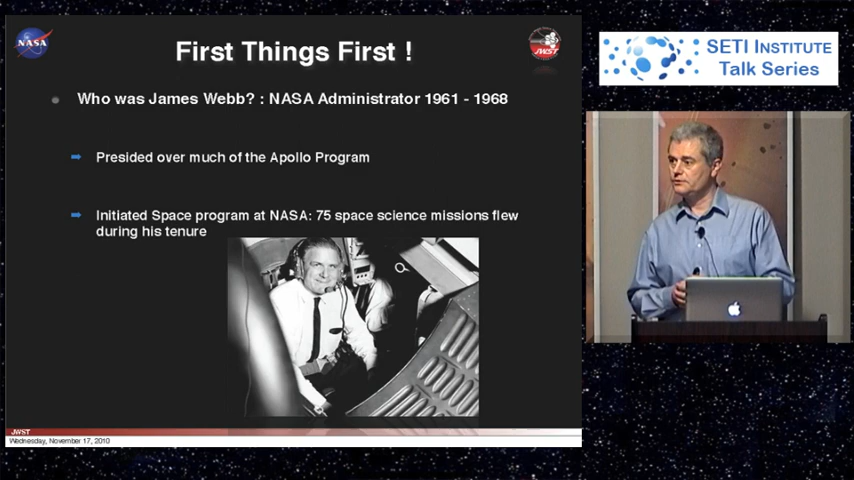 NASA
First Things First !
JWST
SETI INSTITUTE
Talk Series
Who was James Webb? : NASA Administrator 1961 - 1968
Presided over much of the Apollo Program
Initiated Space program at NASA: 75 space science missions flew
during his tenure
JWST
Wednesday, November 17, 2010